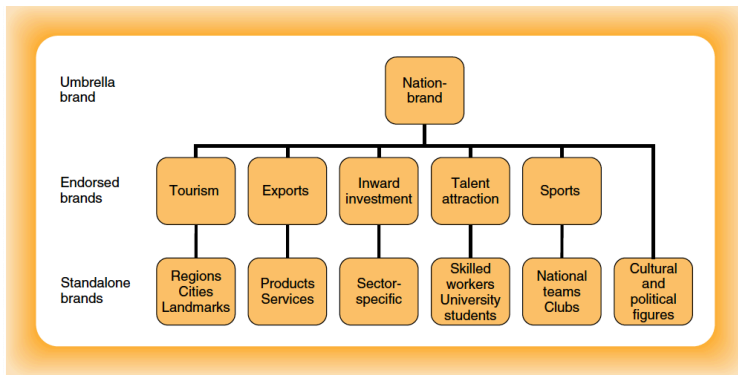 Umbrella
brand
Nation-
brand
Endorsed
brands
Tourism
Exports
Inward
investment
Talent
attraction
Sports
Standalone
brands
Regions
Cities
Landmarks
Products
Services
Sector-
specific
Skilled
workers
University
students
National
teams
Clubs
Cultural
and
political
figures